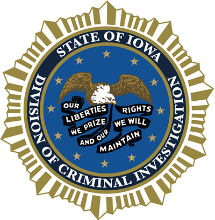 STATE OF IOWA
DIVISION OF CRIMINAL INVESTIGATION
OUR
LIBERTIES
WE PRIZE
AND OUR
RIGHTS
WE WILL
MAINTAIN